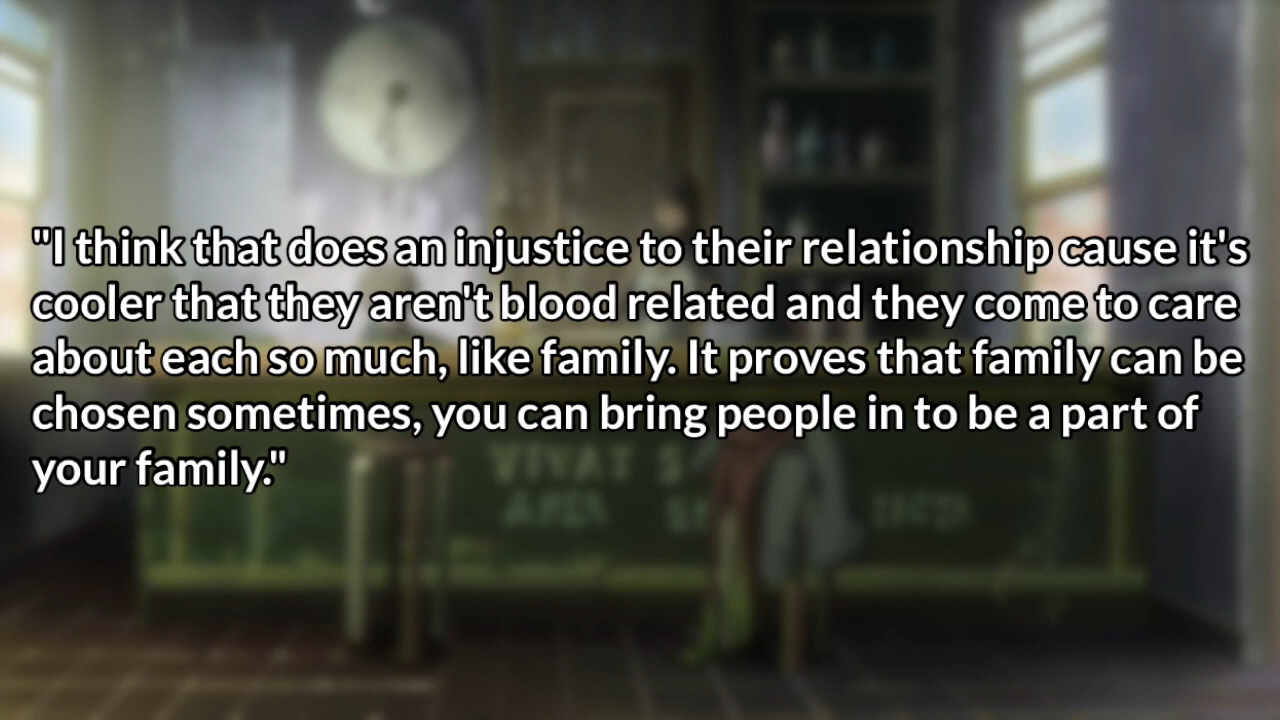 "I think that does an injustice to their relationship cause it's
cooler that they aren't blood related and they come to care
about each so much, like family. It proves that family can be
chosen sometimes, you can bring people in to be a part of
your family."
VIVAT S